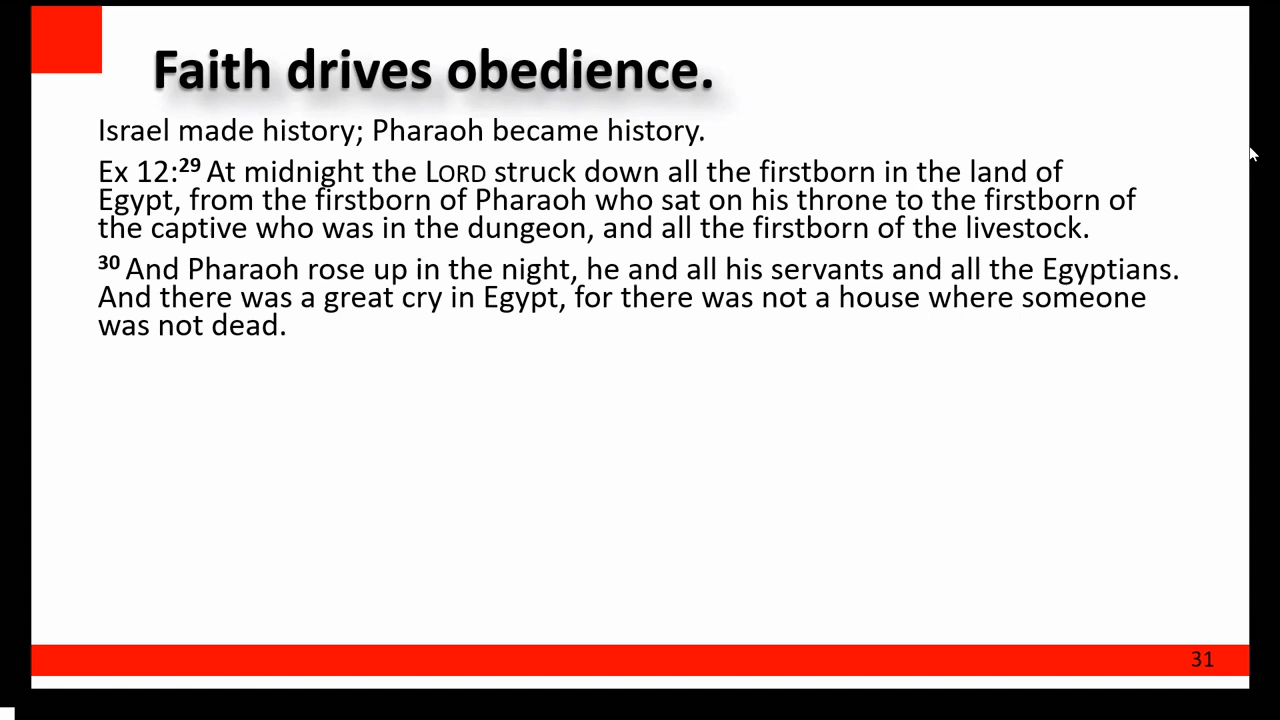 Faith drives obedience.
Israel made history; Pharaoh became history.
Ex 12:29 At midnight the LORD struck down all the firstborn in the land of
Egypt, from the firstborn of Pharaoh who sat on his throne to the firstborn of
the captive who was in the dungeon, and all the firstborn of the livestock.
30 And Pharaoh rose up in the night, he and all his servants and all the Egyptians.
And there was a great cry in Egypt, for there was not a house where someone
was not dead.
31